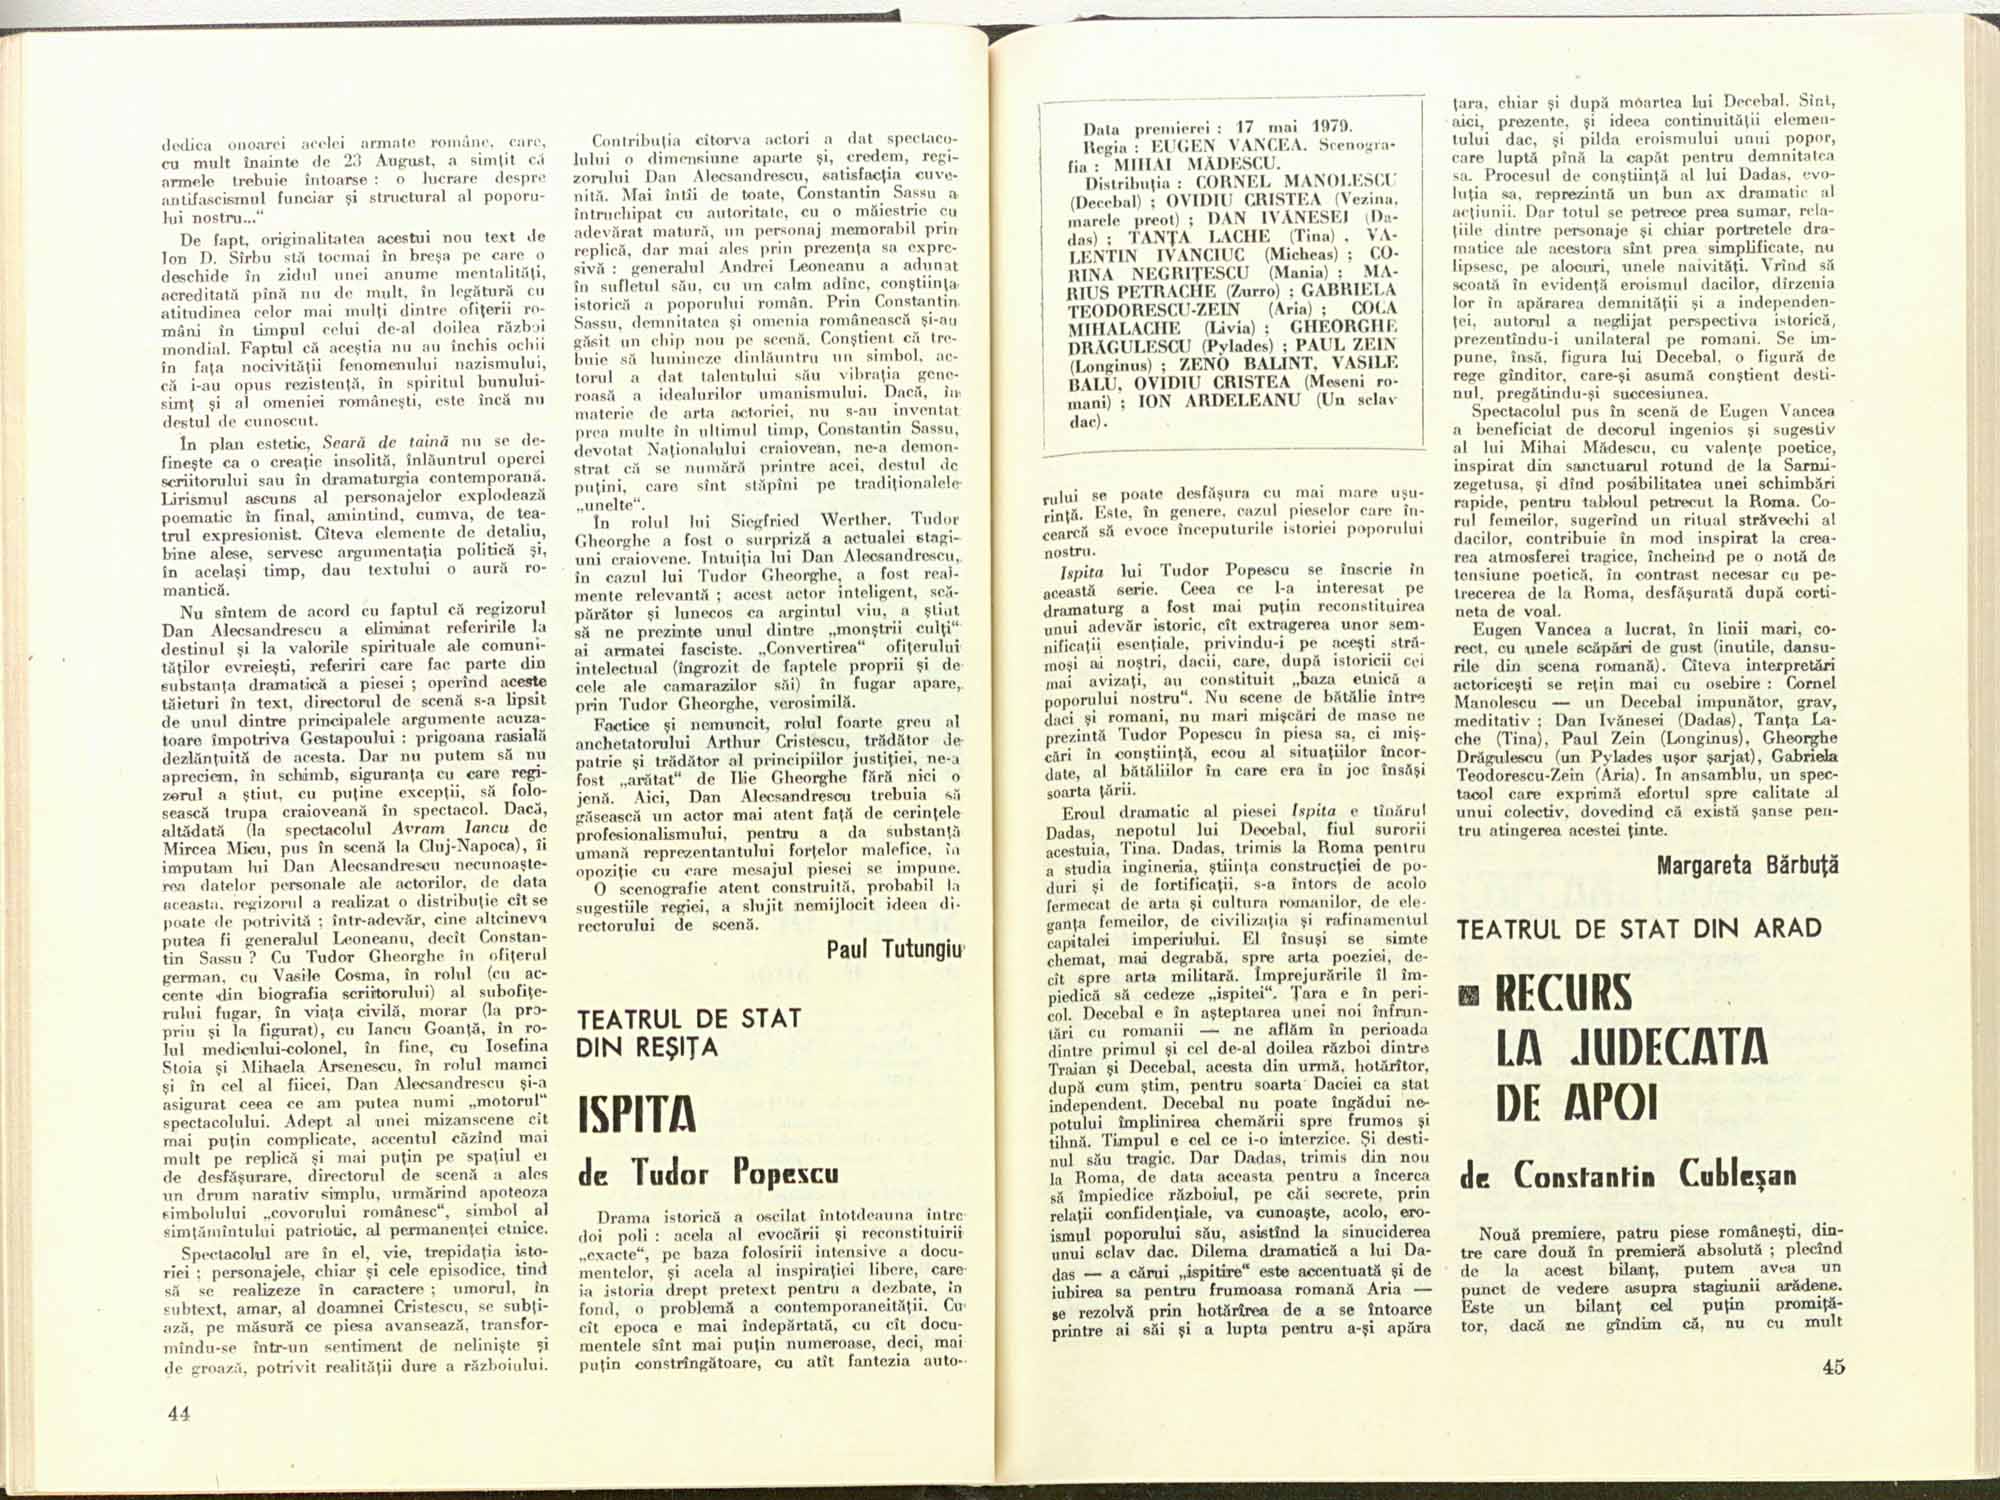 dedica onoarei acelei armate române, care,
cu mult înainte de 23 August, a simțit că
armele trebuie întoarse : o lucrare despre
antifascismul funciar și structural al poporu-
lui nostru...“
De fapt, originalitatea acestui nou text de
Ion D. Sîrbu stă tocmai în breșa pe care o
deschide în zidul unei anume mentalități,
acreditată pînă nu de mult, în legătură cu
atitudinea celor mai mulți dintre ofițerii ro-
mâni în timpul celui de-al doilea război
mondial. Faptul că aceștia nu au închis ochii
în fața nocivității fenomenului nazismului,
că i-au opus rezistență, în spiritul bunului-
simț și al omeniei românești, este încă nu
destul de cunoscut.
În plan estetic, Seară de taină nu se de-
finește ca o creație insolită, înlăuntrul operei
scriitorului sau în dramaturgia contemporană.
Lirismul ascuns al personajelor explodează
poematic în final, amintind, cumva, de tea-
trul expresionist. Cîteva elemente de detaliu,
bine alese, servesc argumentația politică și,
în același timp, dau textului o aură ro-
mantică.
Nu sîntem de acord cu faptul că regizorul
Dan Alecsandrescu a eliminat referirile la
destinul și la valorile spirituale ale comuni-
tăților evreiești, referiri care fac parte din
substanța dramatică a piesei ; operînd aceste
tăieturi în text, directorul de scenă s-a lipsit
de unul dintre principalele argumente acuza-
toare împotriva Gestapoului : prigoana rasială
dezlănțuită de acesta. Dar nu putem să nu
apreciem, în schimb, siguranța cu care regi-
zorul a știut, cu puține excepții, să folo-
sească trupa craioveană în spectacol. Dacă,
altădată (la spectacolul Avram Iancu de
Mircea Micu, pus în scenă la Cluj-Napoca), îi
imputam lui Dan Alecsandrescu necunoaște-
rea datelor personale ale actorilor, de data
aceasta, regizorul a realizat o distribuție cît se
poate de potrivită ; într-adevăr, cine altcineva
putea fi generalul Leoneanu, decît Constan-
tin Sassu ? Cu Tudor Gheorghe în ofițerul
german, cu Vasile Cosma, în rolul (cu ac-
cente din biografia scriitorului) al subofițe-
rului fugar, în viața civilă, morar (la pro-
priu și la figurat), cu Iancu Goanță, în ro-
lul medicului-colonel, în fine, cu Iosefina
Stoia și Mihaela Arsenescu, în rolul mamei
și în cel al fiicei, Dan Alecsandrescu și-a
asigurat ceea ce am putea numi „motorul“
spectacolului. Adept al unei mizanscene cît
mai puțin complicate, accentul căzînd mai
mult pe replică și mai puțin pe spațiul ei
de desfășurare, directorul de scenă a ales
un drum narativ simplu, urmărind apoteoza
simbolului „covorului românesc“, simbol al
simțămîntului patriotic, al permanenței etnice.
Spectacolul are în el, vie, trepidația isto-
riei ; personajele, chiar și cele episodice, tind
să se realizeze în caractere ; umorul, în
subtext, amar, al doamnei Cristescu, se subți-
ază, pe măsură ce piesa avansează, transfor-
mîndu-se într-un sentiment de neliniște și
de groază, potrivit realității dure a războiului.
44
Contribuția cîtorva actori a dat spectaco-
lului o dimensiune aparte și, credem, regi-
zorului Dan Alecsandrescu, satisfacția cuve-
nită. Mai întîi de toate, Constantin Sassu a
întruchipat cu autoritate, cu o măiestrie cu
adevărat matură, un personaj memorabil prin
replică, dar mai ales prin prezența sa expre-
sivă : generalul Andrei Leoneanu a adunat
în sufletul său, cu un calm adînc, conștiința
istorică a poporului român. Prin Constantin
Sassu, demnitatea și omenia românească și-au
găsit un chip nou pe scenă. Conștient că tre-
buie să lumineze dinlăuntru un simbol, ac-
torul a dat talentului său vibrația gene-
roasă a idealurilor umanismului. Dacă, în
materie de arta actoriei, nu s-au inventat
prea multe în ultimul timp, Constantin Sassu,
devotat Naționalului craiovean, ne-a demon-
strat că se numără printre acei, destul de
puțini, care sînt stăpîni pe tradiționalele
„unelte“.
În rolul lui Siegfried Werther, Tudor
Gheorghe a fost o surpriză a actualei stagi-
uni craiovene. Intuiția lui Dan Alecsandrescu,
în cazul lui Tudor Gheorghe, a fost real-
mente relevantă ; acest actor inteligent, scă-
părător și lunecos ca argintul viu, a știut
să ne prezinte unul dintre „monștrii culți“
ai armatei fasciste. „Convertirea“ ofițerului
intelectual (îngrozit de faptele proprii și de
cele ale camarazilor săi) în fugar apare,
prin Tudor Gheorghe, verosimilă.
Factice și nemuncit, rolul foarte greu al
anchetatorului Arthur Cristescu, trădător de
patrie și trădător al principiilor justiției, ne-a
fost „arătat“ de Ilie Gheorghe fără nici o
jenă. Aici, Dan Alecsandrescu trebuia să
găsească un actor mai atent față de cerințele
profesionalismului, pentru a da substanță
umană reprezentantului forțelor malefice, în
opoziție cu care mesajul piesei se impune.
O scenografie atent construită, probabil la
sugestiile regiei, a slujit nemijlocit ideea di-
rectorului de scenă.
Paul Tutungiu
TEATRUL DE STAT
DIN REȘIȚA
ISPITA
de Tudor Popescu
Drama istorică a oscilat întotdeauna între
doi poli : acela al evocării și reconstituirii
„exacte“, pe baza folosirii intensive a docu-
mentelor, și acela al inspirației libere, care
ia istoria drept pretext pentru a dezbate, în
fond, o problemă a contemporaneității. Cu
cît epoca e mai îndepărtată, cu cît docu-
mentele sînt mai puțin numeroase, deci, mai
puțin constrîngătoare, cu atît fantezia auto-
Data premierei : 17 mai 1979.
Regia : EUGEN VANCEA. Scenogra-
fia : MIHAI MĂDESCU.
Distribuția : CORNEL MANOLESCU
(Decebal) ; OVIDIU CRISTEA (Vezina,
marele preot) ; DAN IVĂNESEI (Da-
das) ; TANȚA LACHE (Tina) , VA-
LENTIN IVANCIUC (Micheas) ; CO-
RINA NEGRIȚESCU (Mania) ; MA-
RIUS PETRACHE (Zurro) ; GABRIELA
TEODORESCU-ZEIN (Aria) ; COCA
MIHALACHE (Livia) ; GHEORGHE
DRĂGULESCU (Pylades) ; PAUL ZEIN
(Longinus) ; ZENO BALINT, VASILE
BALU, OVIDIU CRISTEA (Meseni ro-
mani) ; ION ARDELEANU (Un sclav
dac).
rului se poate desfășura cu mai mare ușu-
rință. Este, în genere, cazul pieselor care în-
cearcă să evoce începuturile istoriei poporului
nostru.
Ispita lui Tudor Popescu se înscrie în
această serie. Ceea ce l-a interesat pe
dramaturg a fost mai puțin reconstituirea
unui adevăr istoric, cît extragerea unor sem-
nificații esențiale, privindu-i pe acești stră-
moși ai noștri, dacii, care, după istoricii cei
mai avizați, au constituit „baza etnică a
poporului nostru“. Nu scene de bătălie între
daci și romani, nu mari mișcări de mase ne
prezintă Tudor Popescu în piesa sa, ci miș-
cări în conștiință, ecou al situațiilor încor-
date, al bătăliilor în care era în joc însăși
soarta țării.
Eroul dramatic al piesei Ispita e tînărul
Dadas, nepotul lui Decebal, fiul surorii
acestuia, Tina. Dadas, trimis la Roma pentru
a studia ingineria, știința construcției de po-
duri și de fortificații, s-a întors de acolo
fermecat de arta și cultura romanilor, de ele-
ganța femeilor, de civilizația și rafinamentul
capitalei imperiului. El însuși se simte
chemat, mai degrabă, spre arta poeziei, de-
cît spre arta militară. Împrejurările îl îm-
piedică să cedeze „ispitei“. Țara e în peri-
col. Decebal e în așteptarea unei noi înfrun-
tări cu romanii — ne aflăm în perioada
dintre primul și cel de-al doilea război dintre
Traian și Decebal, acesta din urmă, hotărîtor,
după cum știm, pentru soarta Daciei ca stat
independent. Decebal nu poate îngădui ne-
potului împlinirea chemării spre frumos și
tihnă. Timpul e cel ce i-o interzice. Și desti-
nul său tragic. Dar Dadas, trimis din nou
la Roma, de data aceasta pentru a încerca
să împiedice războiul, pe căi secrete, prin
relații confidențiale, va cunoaște, acolo, ero-
ismul poporului său, asistînd la sinuciderea
unui sclav dac. Dilema dramatică a lui Da-
das — a cărui „ispitire“ este accentuată și de
iubirea sa pentru frumoasa romană Aria —
se rezolvă prin hotărîrea de a se întoarce
printre ai săi și a lupta pentru a-și apăra
țara, chiar și după moartea lui Decebal. Sînt,
aici, prezente, și ideea continuității elemen-
tului dac, și pilda eroismului unui popor,
care luptă pînă la capăt pentru demnitatea
sa. Procesul de conștiință al lui Dadas, evo-
luția sa, reprezintă un bun ax dramatic al
acțiunii. Dar totul se petrece prea sumar, rela-
țiile dintre personaje și chiar portretele dra-
matice ale acestora sînt prea simplificate, nu
lipsesc, pe alocuri, unele naivități. Vrînd să
scoată în evidență eroismul dacilor, dîrzenia
lor în apărarea demnității și a independen-
ței, autorul a neglijat perspectiva istorică,
prezentîndu-i unilateral pe romani. Se im-
pune, însă, figura lui Decebal, o figură de
rege gînditor, care-și asumă conștient desti-
nul, pregătindu-și succesiunea.
Spectacolul pus în scenă de Eugen Vancea
a beneficiat de decorul ingenios și sugestiv
al lui Mihai Mădescu, cu valențe poetice,
inspirat din sanctuarul rotund de la Sarmi-
zegetusa, și dînd posibilitatea unei schimbări
rapide, pentru tabloul petrecut la Roma. Co-
rul femeilor, sugerînd un ritual străvechi al
dacilor, contribuie în mod inspirat la crea-
rea atmosferei tragice, încheind pe o notă de
tensiune poetică, în contrast necesar cu pe-
trecerea de la Roma, desfășurată după corti-
neta de voal.
Eugen Vancea a lucrat, în linii mari, co-
rect, cu unele scăpări de gust (inutile, dansu-
rile din scena romană). Cîteva interpretări
actoricești se rețin mai cu osebire : Cornel
Manolescu — un Decebal impunător, grav,
meditativ ; Dan Ivănesei (Dadas), Tanța La-
che (Tina), Paul Zein (Longinus), Gheorghe
Drăgulescu (un Pylades ușor șarjat), Gabriela
Teodorescu-Zein (Aria). În ansamblu, un spec-
tacol care exprimă efortul spre calitate al
unui colectiv, dovedind că există șanse pen-
tru atingerea acestei ținte.
Margareta Bărbuță
TEATRUL DE STAT DIN ARAD
RECURS
LA JUDECATA
DE APOI
de Constantin Cubleșan
Nouă premiere, patru piese românești, din-
tre care două în premieră absolută ; plecînd
de la acest bilanț, putem avea un
punct de vedere asupra stagiunii arădene.
Este un bilanț cel puțin promiță-
tor, dacă ne gîndim că, nu cu mult
45